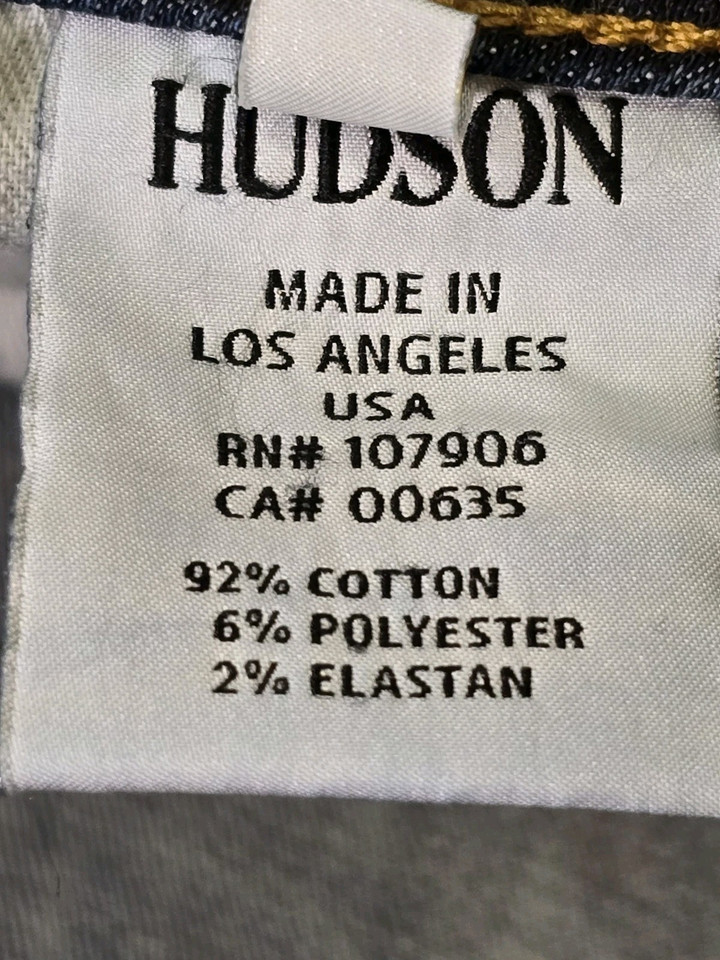 HUDSON
MADE IN
LOS ANGELES
USA
RN# 107906
CA# 00635
92% COTTON
6% POLYESTER
2% ELASTAN